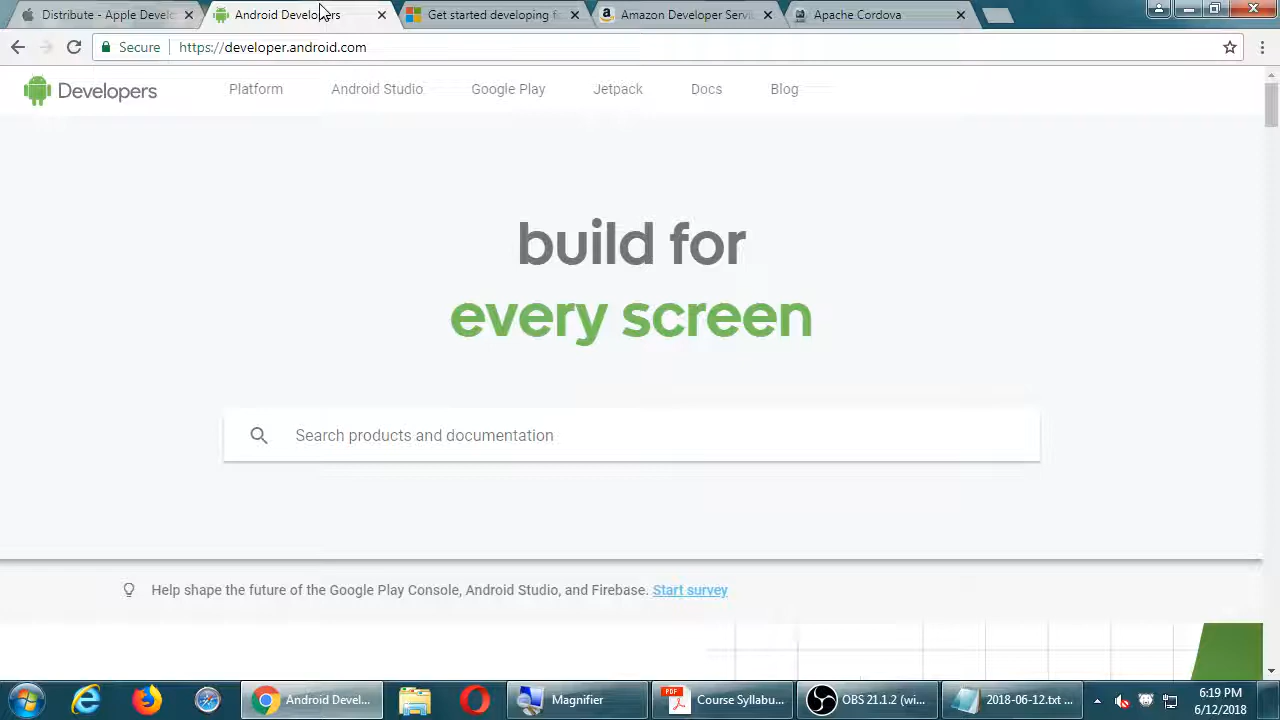 Distribute - Apple Develo
Android Developers
Get started developing
Amazon Developer Servi
Apache Cordova
Secure
https://developer.android.com
Developers
Platform
Android Studio
Google Play
Jetpack
Docs
Blog
build for
every screen
Search products and documentation
Help shape the future of the Google Play Console, Android Studio, and Firebase. Start survey
Android Devel...
Magnifier
PDF
Course Syllabu...
OBS 21.1.2 (wi...
2018-06-12.txt ...
6:19 PM
6/12/2018